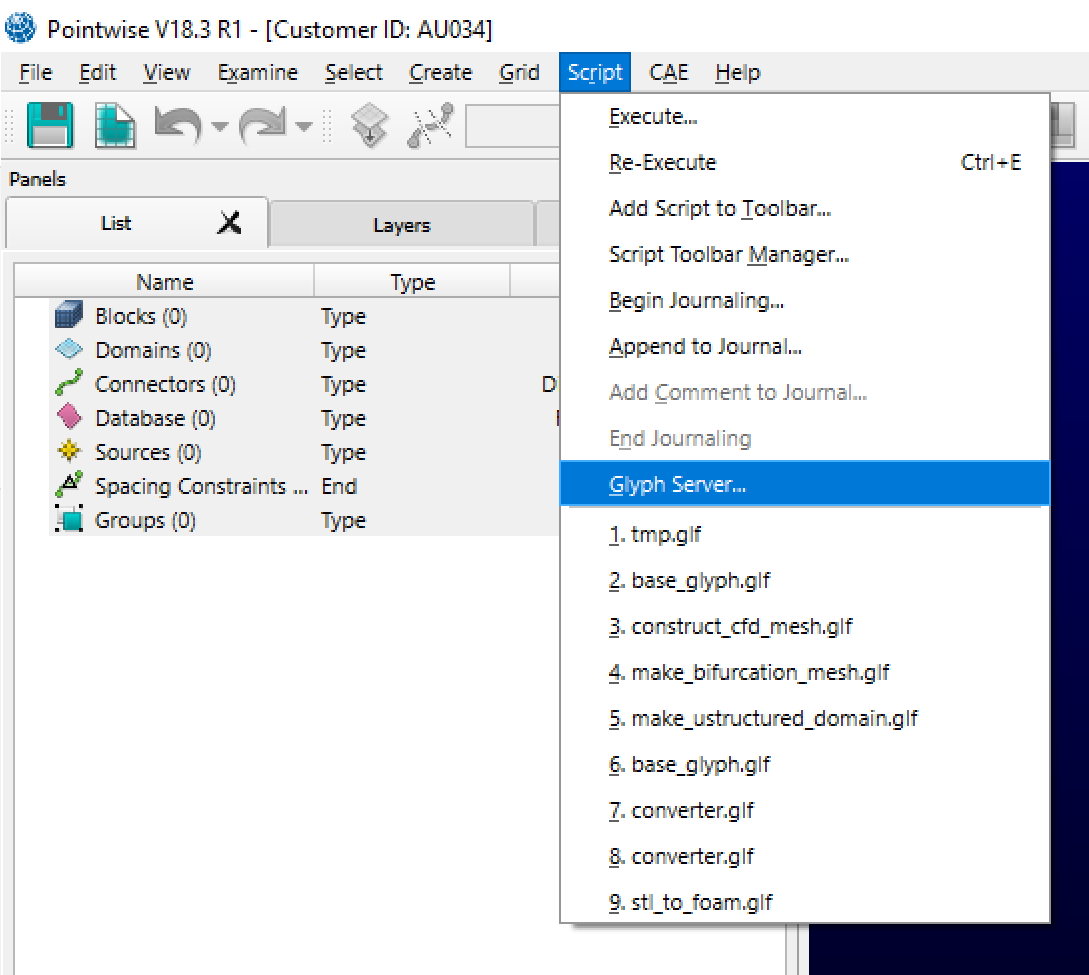 Pointwise V18.3 R1 - [Customer ID: AU034]
File Edit View Examine Select Create Grid Script CAE Help
Panels
List
Layers
Name Type
Blocks (0) Type
Domains (0) Type
Connectors (0) Type D
Database (0) Type
Sources (0) Type
Spacing Constraints ... End
Groups (0) Type
Execute...
Re-Execute Ctrl+E
Add Script to Toolbar...
Script Toolbar Manager...
Begin Journaling...
Append to Journal...
Add Comment to Journal...
End Journaling
Glyph Server...
1. tmp.glf
2. base_glyph.glf
3. construct_cfd_mesh.glf
4. make_bifurcation_mesh.glf
5. make_ustructured_domain.glf
6. base_glyph.glf
7. converter.glf
8. converter.glf
9. stl_to_foam.glf